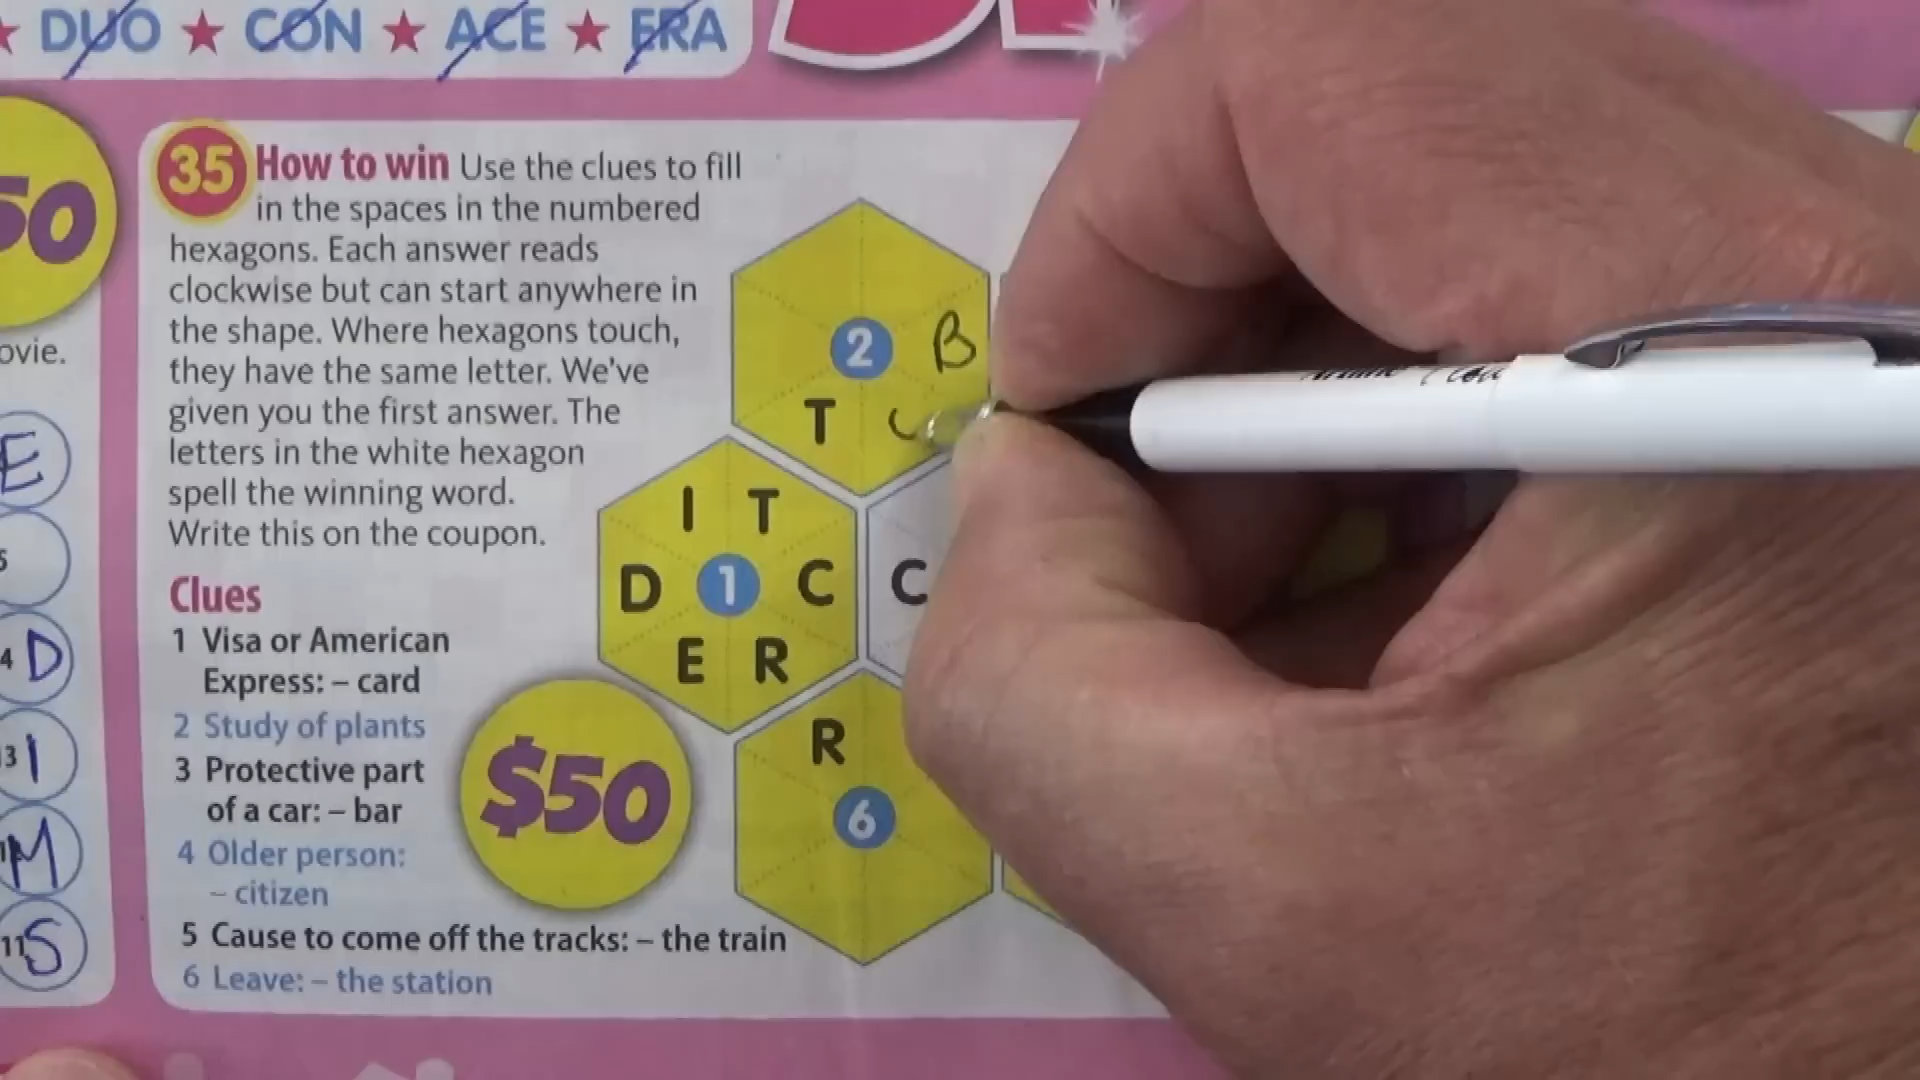 ★ DUO ★ CON ★ ACE ★ ERA
50
ovie.
E
D
I
M
S
35 How to win Use the clues to fill
in the spaces in the numbered
hexagons. Each answer reads
clockwise but can start anywhere in
the shape. Where hexagons touch,
they have the same letter. We've
given you the first answer. The
letters in the white hexagon
spell the winning word.
Write this on the coupon.
Clues
1 Visa or American
Express: – card
2 Study of plants
3 Protective part
of a car: – bar
4 Older person:
– citizen
5 Cause to come off the tracks: – the train
6 Leave: – the station
$50
2 B
T
I T
D 1 C C
E R
R
6